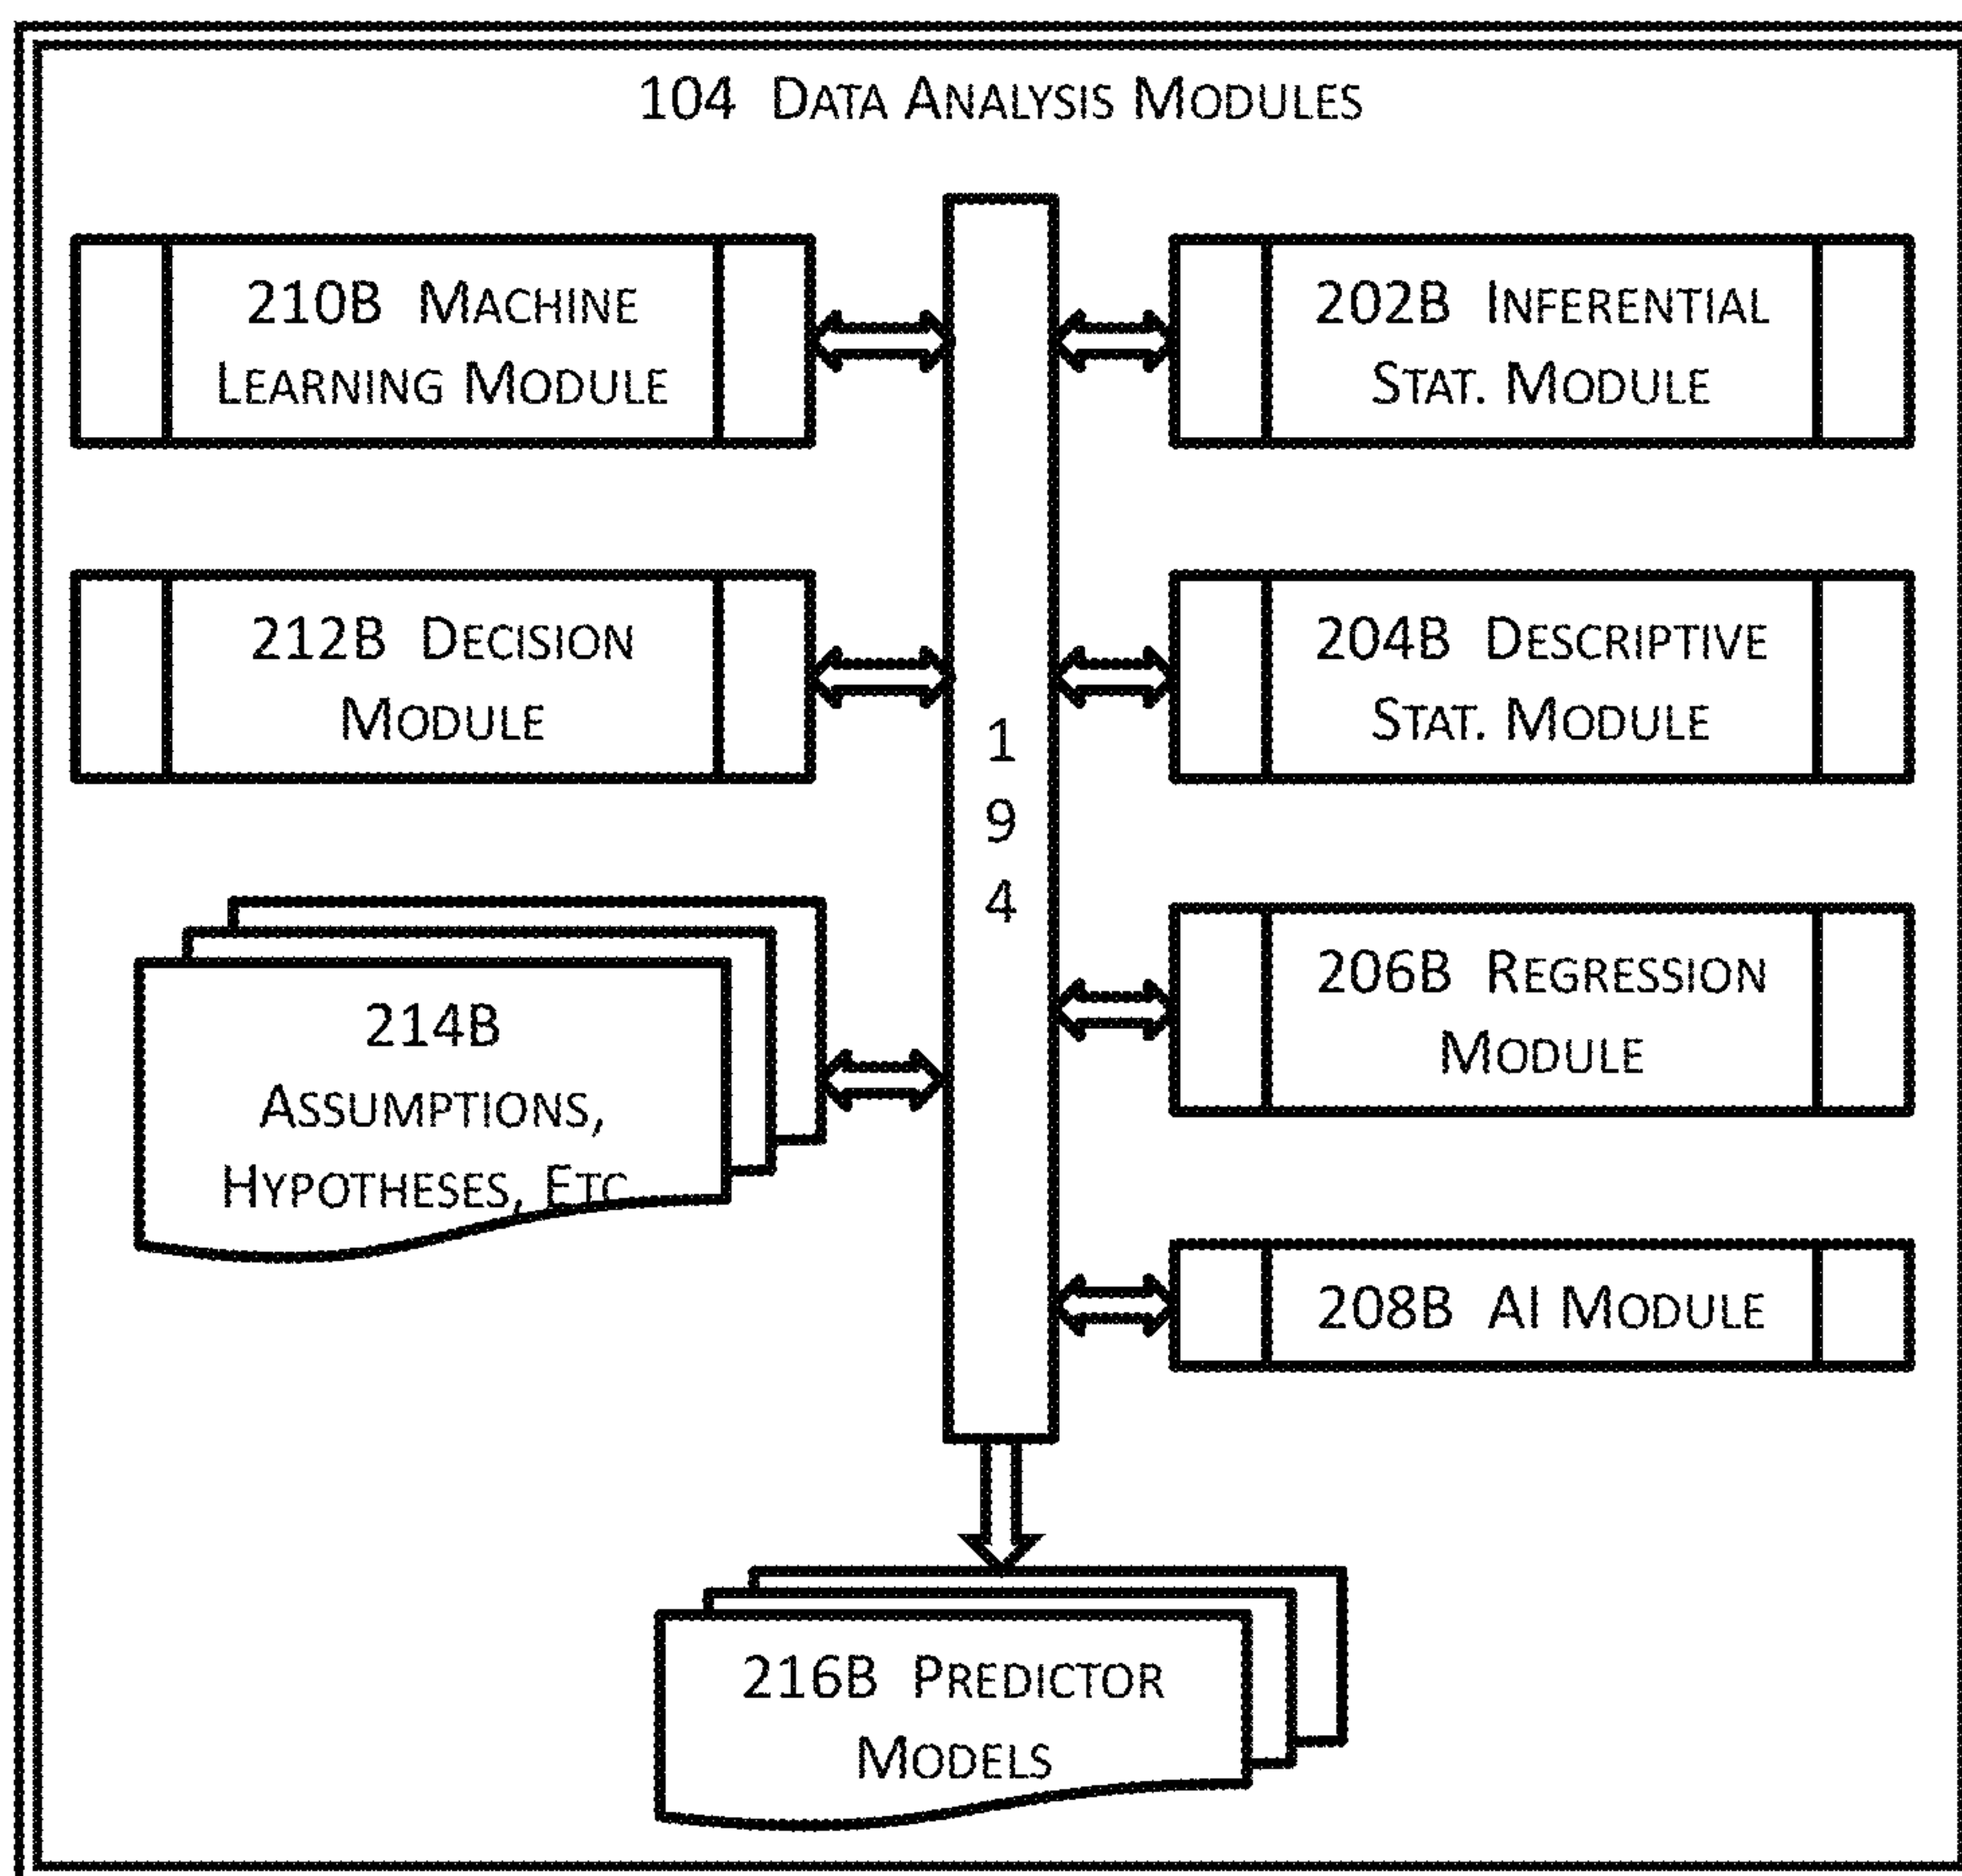 104 DATA ANALYSIS MODULES
210B MACHINE
LEARNING MODULE
202B INFERENTIAL
STAT. MODULE
212B DECISION
MODULE
204B DESCRIPTIVE
STAT. MODULE
1
9
4
214B
ASSUMPTIONS,
HYPOTHESES, ETC
206B REGRESSION
MODULE
208B AI MODULE
216B PREDICTOR
MODELS